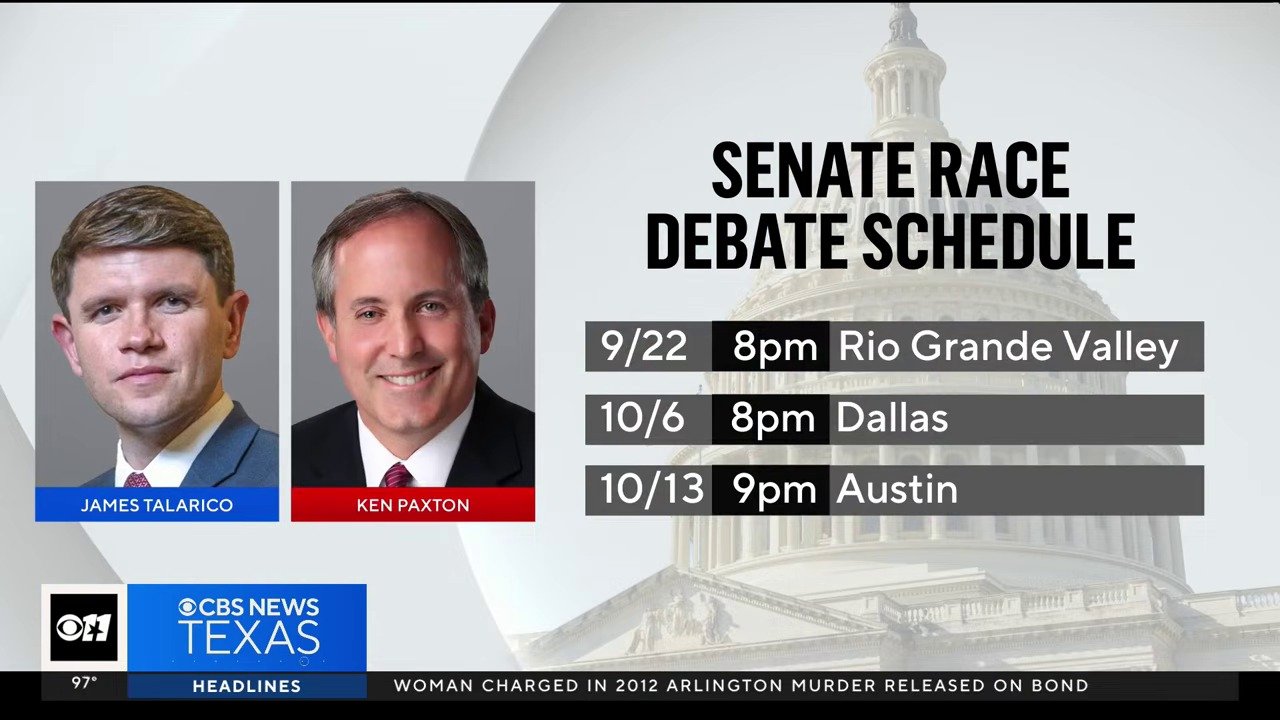 SENATE RACE
DEBATE SCHEDULE
9/22 8pm Rio Grande Valley
10/6 8pm Dallas
10/13 9pm Austin
JAMES TALARICO
KEN PAXTON
11
CBS NEWS
TEXAS
97°
HEADLINES
WOMAN CHARGED IN 2012 ARLINGTON MURDER RELEASED ON BOND